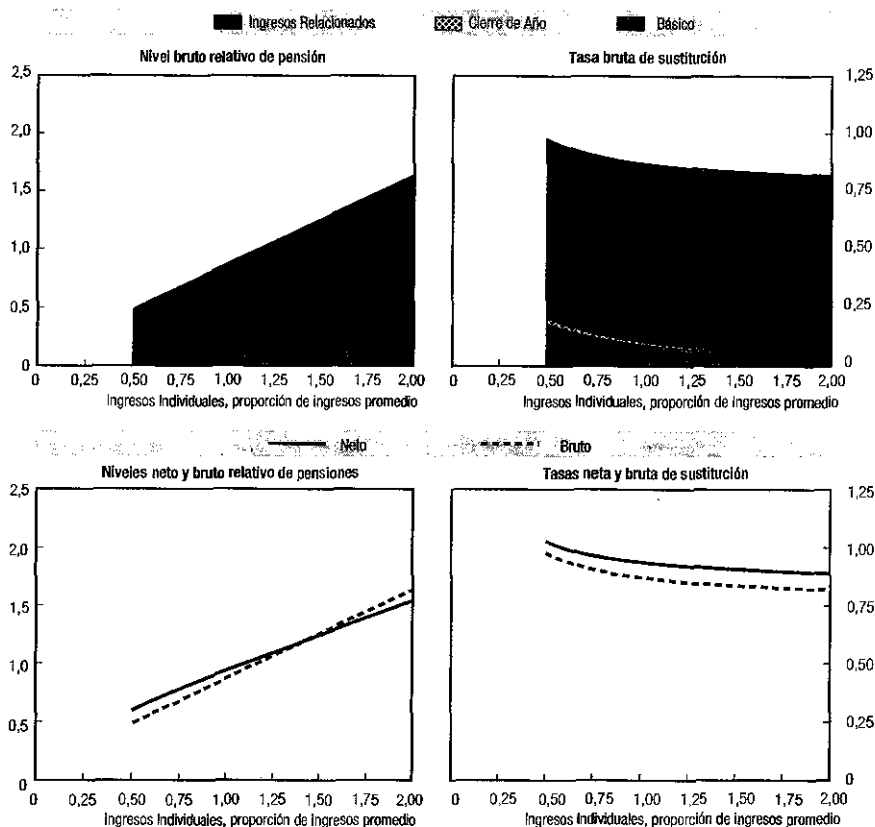 Ingresos Relacionados Cierre de Año Básico
Nivel bruto relativo de pensión
2,5
2,0
1,5
1,0
0,5
0
0 0,25 0,50 0,75 1,00 1,25 1,50 1,75 2,00
Ingresos Individuales, proporción de ingresos promedio
Tasa bruta de sustitución
1,25
1,00
0,75
0,50
0,25
0
0 0,25 0,50 0,75 1,00 1,25 1,50 1,75 2,00
Ingresos Individuales, proporción de ingresos promedio
Neto Bruto
Niveles neto y bruto relativo de pensiones
2,5
2,0
1,5
1,0
0,5
0
0 0,25 0,50 0,75 1,00 1,25 1,50 1,75 2,00
Ingresos Individuales, proporción de ingresos promedio
Tasas neta y bruta de sustitución
1,25
1,00
0,75
0,50
0,25
0
0 0,25 0,50 0,75 1,00 1,25 1,50 1,75 2,00
Ingresos Individuales, proporción de ingresos promedio